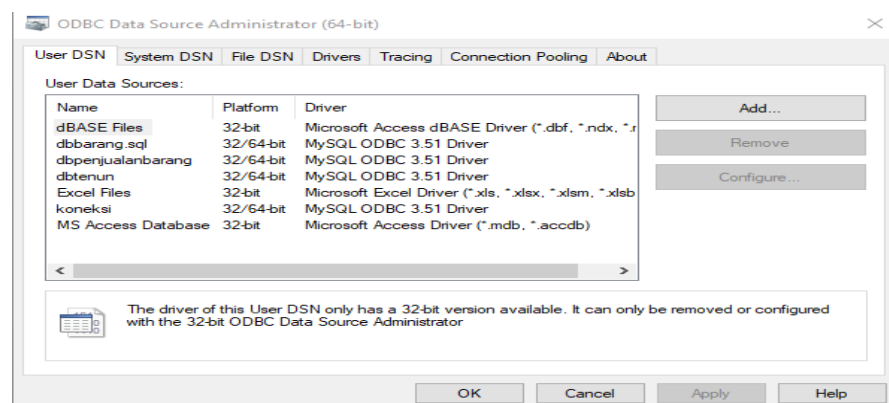 ODBC Data Source Administrator (64-bit)
User DSN System DSN File DSN Drivers Tracing Connection Pooling About
User Data Sources:
Name Platform Driver
dBASE Files 32-bit Microsoft Access dBASE Driver (*.dbf, *.ndx, *.r
dbbarang.sql 32/64-bit MySQL ODBC 3.51 Driver
dbpenjualanbarang 32/64-bit MySQL ODBC 3.51 Driver
dbtenun 32/64-bit MySQL ODBC 3.51 Driver
Excel Files 32-bit Microsoft Excel Driver (*.xls, *.xlsx, *.xlsm, *.xlsb
koneksi 32/64-bit MySQL ODBC 3.51 Driver
MS Access Database 32-bit Microsoft Access Driver (*.mdb, *.accdb)
Add...
Remove
Configure...
The driver of this User DSN only has a 32-bit version available. It can only be removed or configured
with the 32-bit ODBC Data Source Administrator
OK Cancel Apply Help